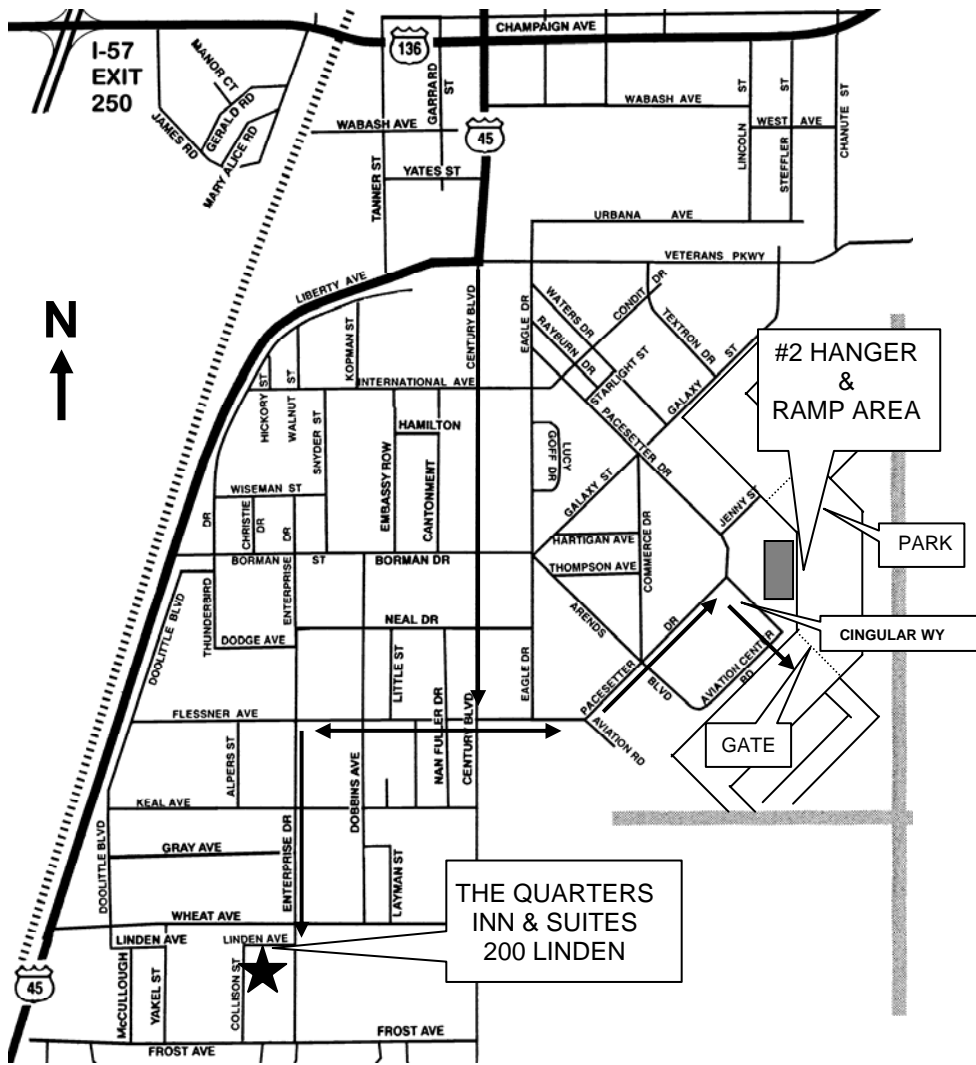 CHAMPAIGN AVE
136
I-57
EXIT
250
MANOR CT
GERALD RD
JAMES RD
MARY ALICE RD
GARRARD ST
WABASH AVE
WABASH AVE
45
LINCOLN ST
WEST AVE
STEFFLER ST
CHANUTE ST
TANNER ST
YATES ST
URBANA AVE
VETERANS PKWY
LIBERTY AVE
N
CENTURY BLVD
EAGLE DR
WATERS DR
RAYBURN DR
CONDIT DR
TEXTRON DR
STARLIGHT ST
GALAXY ST
#2 HANGER
&
RAMP AREA
KOPMAN ST
INTERNATIONAL AVE
HICKORY ST
WALNUT ST
SNYDER ST
HAMILTON
EMBASSY ROW
CANTONMENT
LUCY
GOFF DR
PACESETTER DR
GALAXY ST
JENNY ST
WISEMAN ST
CHRISTIE DR
ENTERPRISE DR
THUNDERBIRD DR
BORMAN ST
BORMAN DR
HARTIGAN AVE
THOMPSON AVE
COMMERCE DR
PARK
CINGULAR WY
DOOLITTLE BLVD
DODGE AVE
NEAL DR
ARENDS BLVD
PACESETTER DR
AVIATION CENTER RD
LITTLE ST
EAGLE DR
FLESSNER AVE
NAN FULLER DR
CENTURY BLVD
AVIATION RD
GATE
ALPERS ST
DOBBINS AVE
KEAL AVE
GRAY AVE
DOOLITTLE BLVD
ENTERPRISE DR
LAYMAN ST
WHEAT AVE
THE QUARTERS
INN & SUITES
200 LINDEN
LINDEN AVE
LINDEN AVE
45
McCULLOUGH
YAKEL ST
COLLISON ST
FROST AVE
FROST AVE